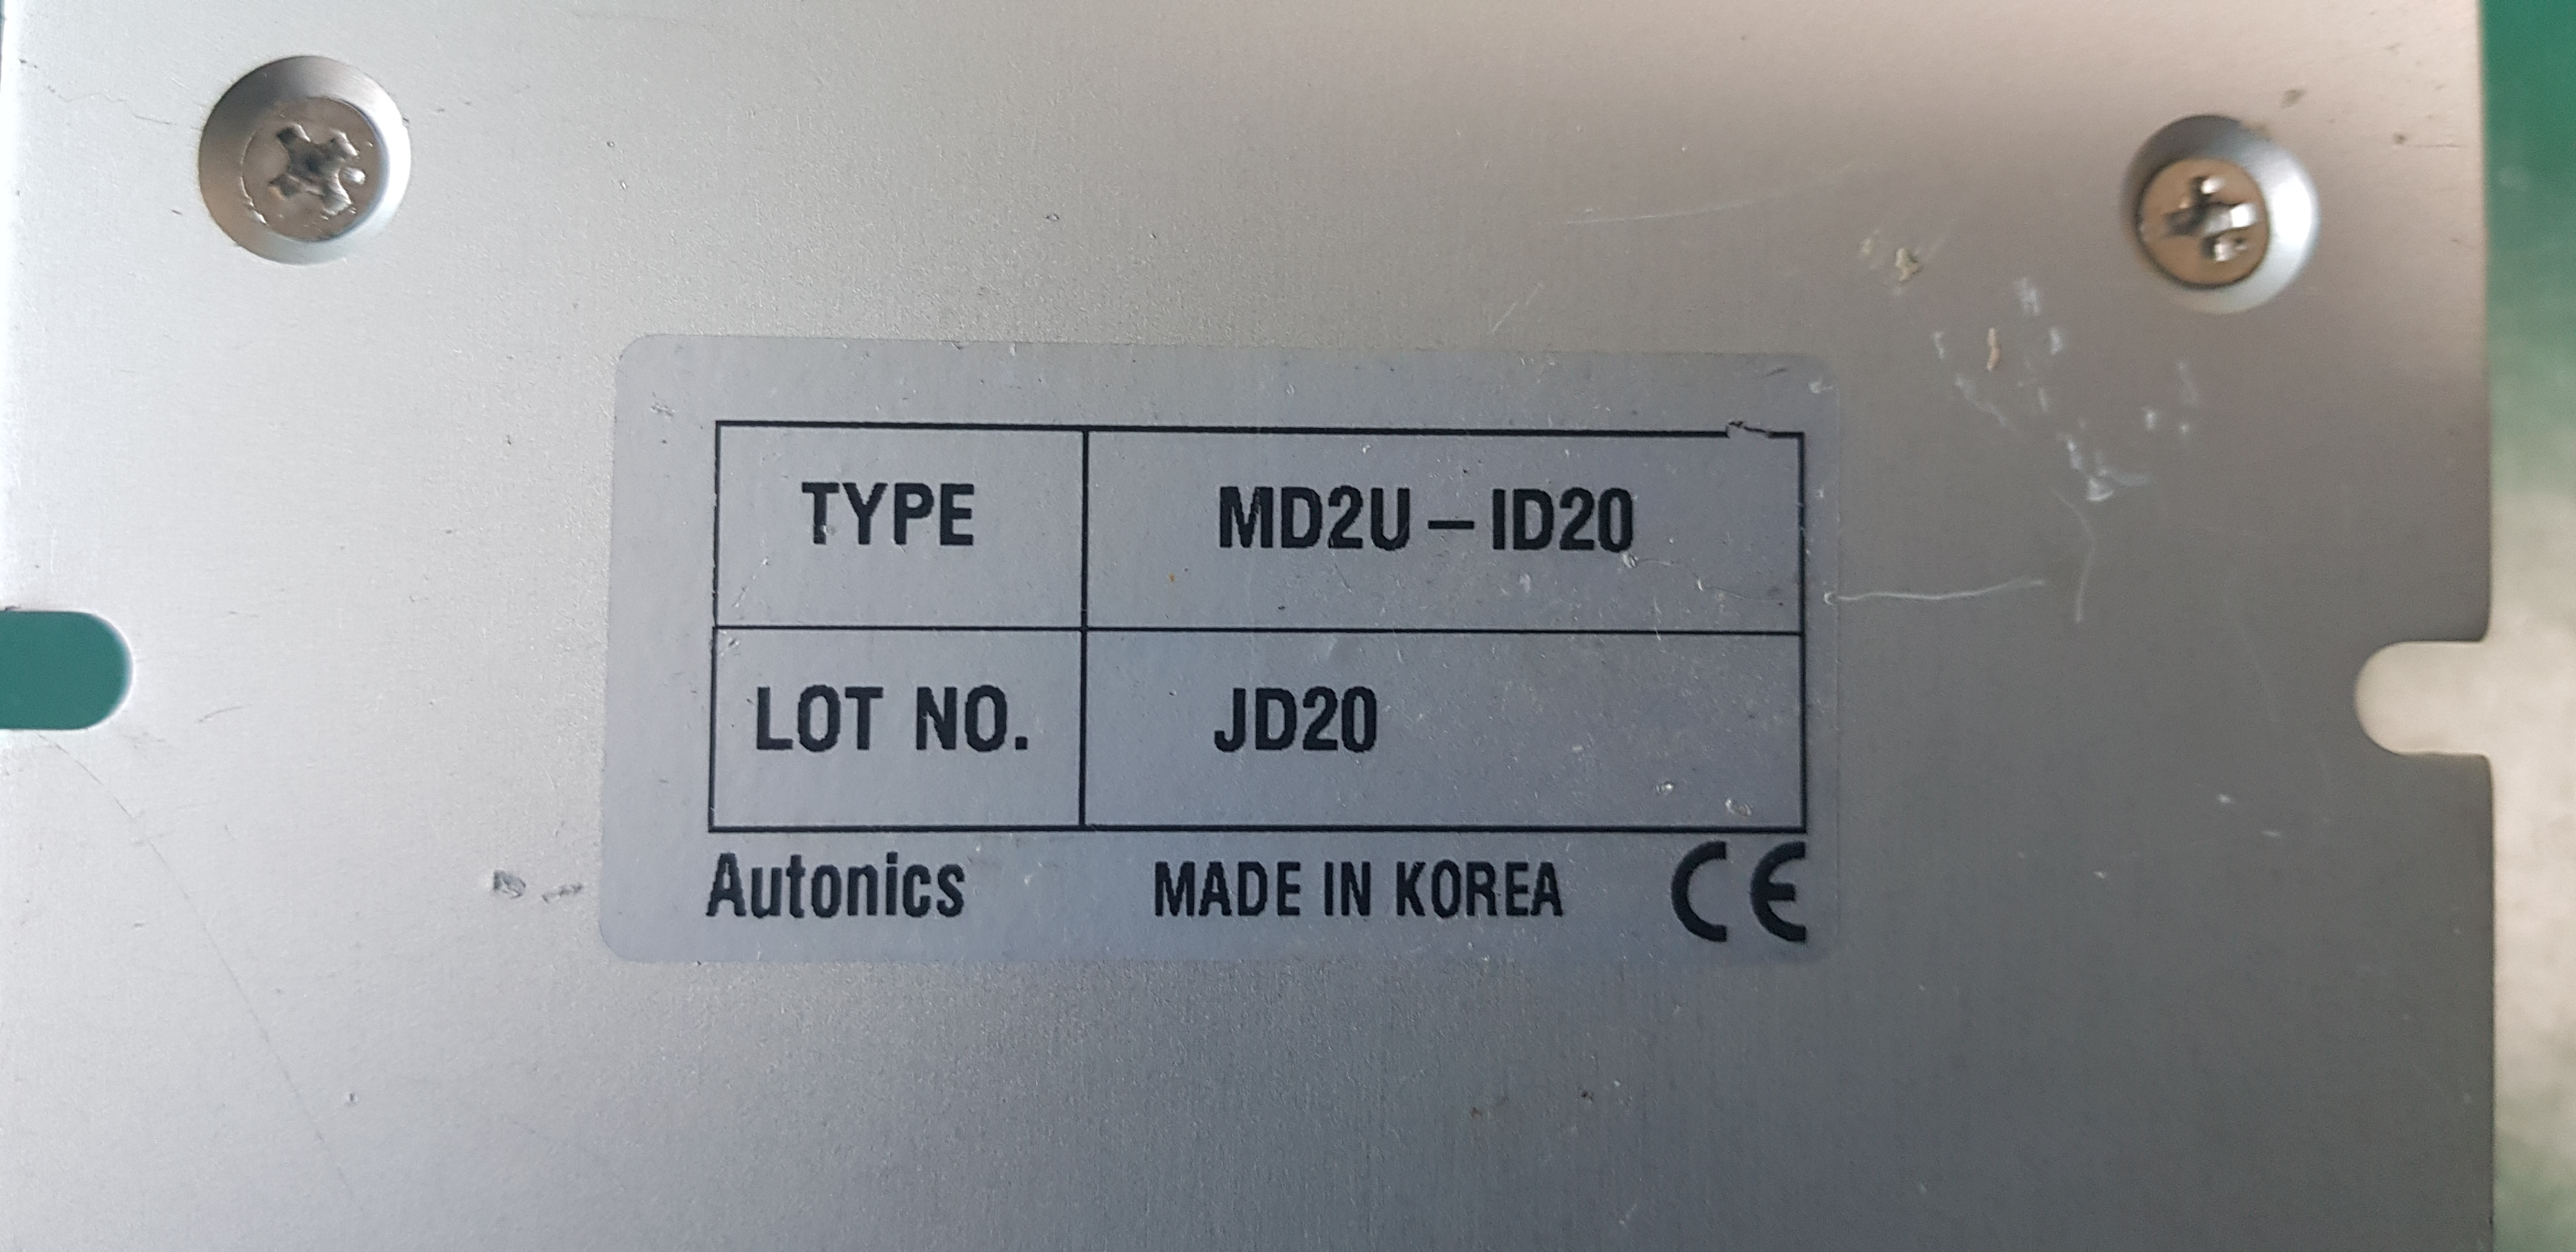 TYPE MD2U-ID20
LOT NO. JD20
Autonics MADE IN KOREA CE